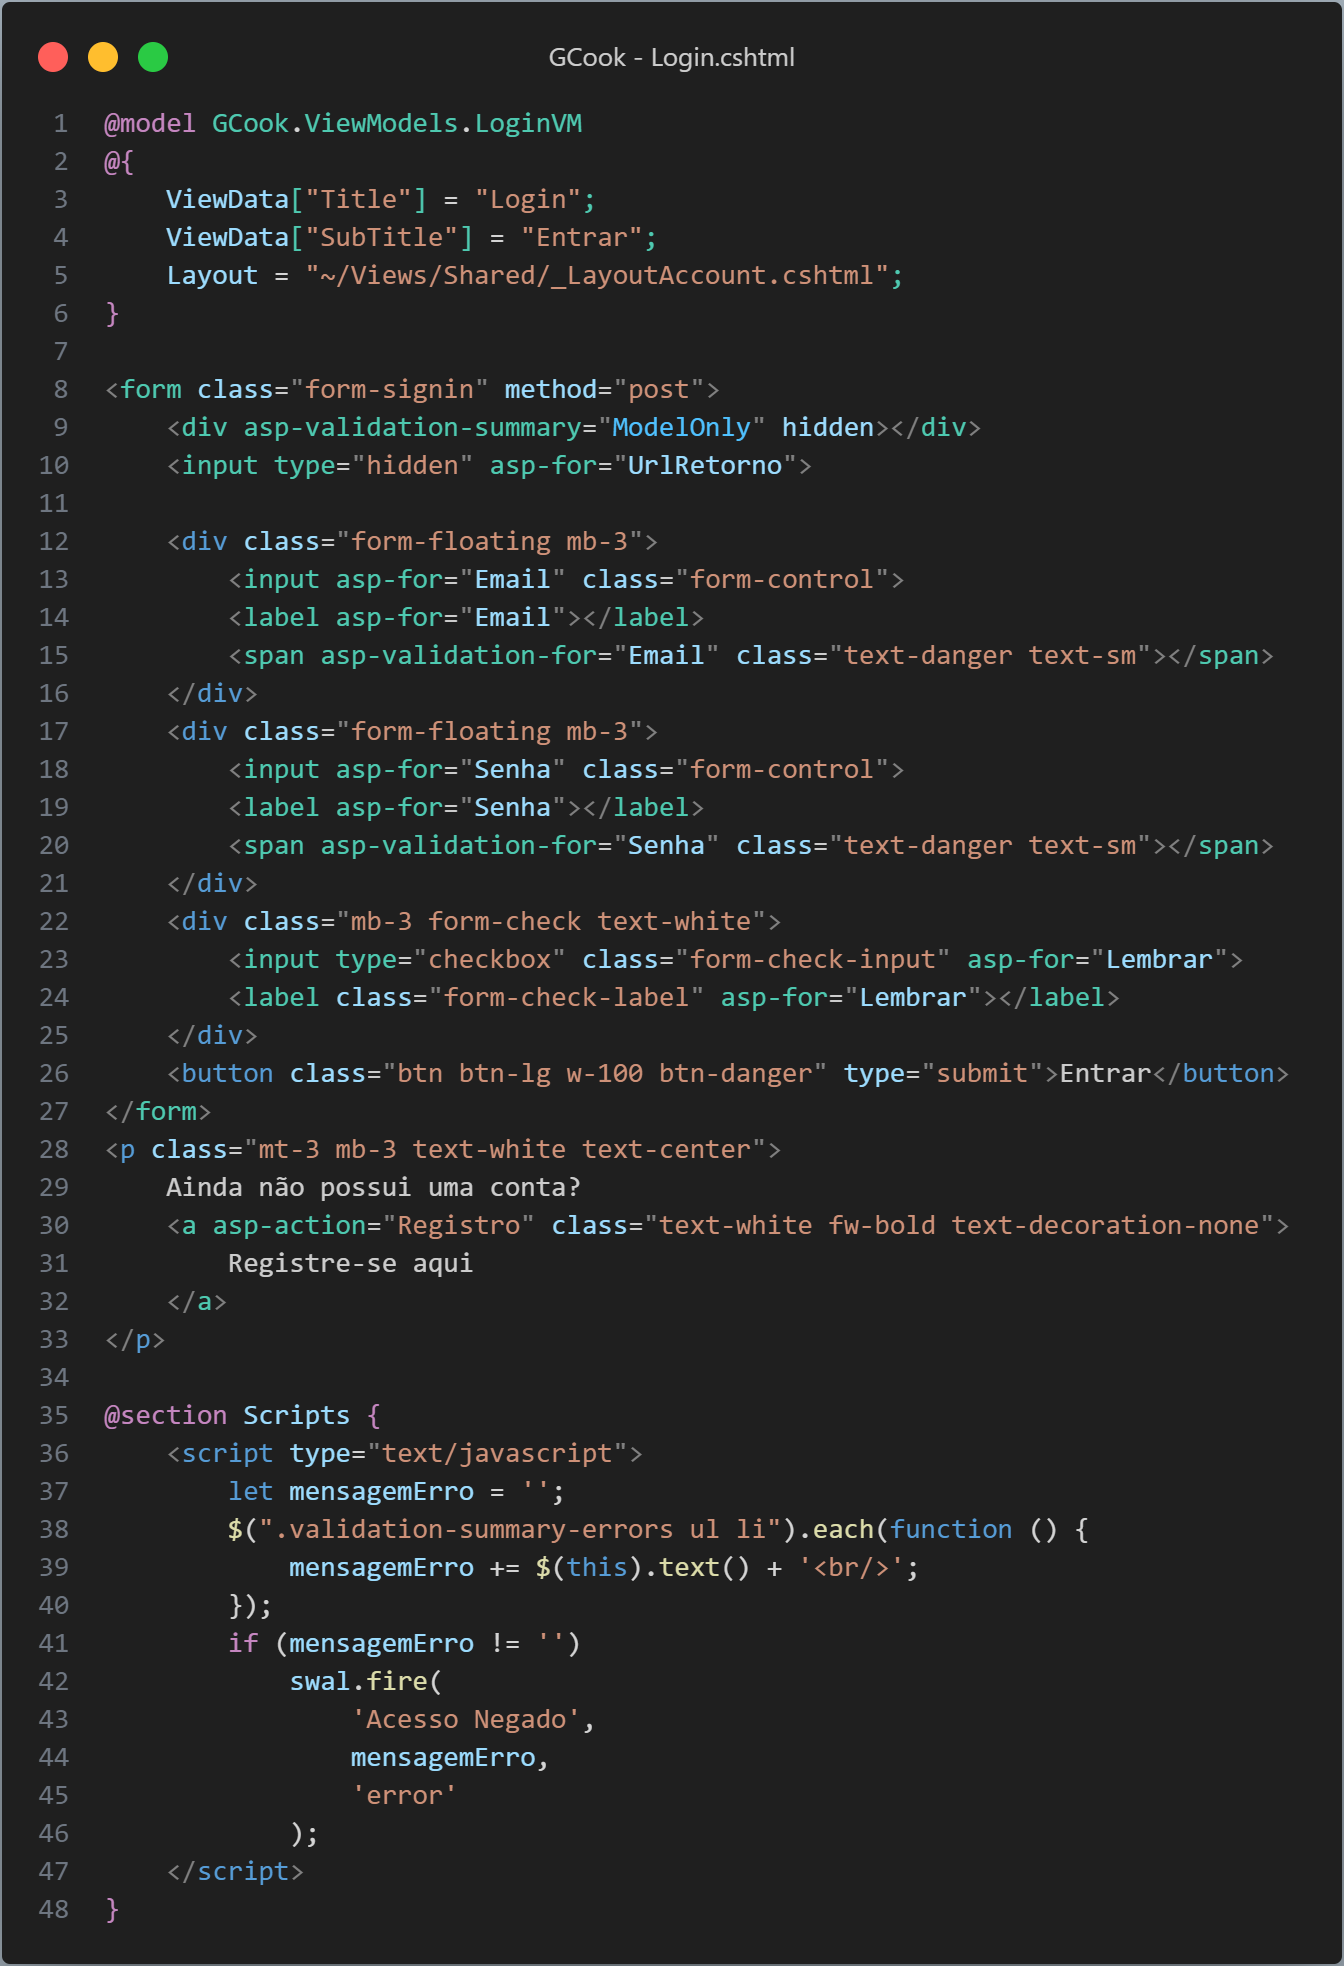 GCook - Login.cshtml
1 @model GCook.ViewModels.LoginVM
2 @{
3     ViewData["Title"] = "Login";
4     ViewData["SubTitle"] = "Entrar";
5     Layout = "~/Views/Shared/_LayoutAccount.cshtml";
6 }
7
8 <form class="form-signin" method="post">
9     <div asp-validation-summary="ModelOnly" hidden></div>
10     <input type="hidden" asp-for="UrlRetorno">
11
12     <div class="form-floating mb-3">
13         <input asp-for="Email" class="form-control">
14         <label asp-for="Email"></label>
15         <span asp-validation-for="Email" class="text-danger text-sm"></span>
16     </div>
17     <div class="form-floating mb-3">
18         <input asp-for="Senha" class="form-control">
19         <label asp-for="Senha"></label>
20         <span asp-validation-for="Senha" class="text-danger text-sm"></span>
21     </div>
22     <div class="mb-3 form-check text-white">
23         <input type="checkbox" class="form-check-input" asp-for="Lembrar">
24         <label class="form-check-label" asp-for="Lembrar"></label>
25     </div>
26     <button class="btn btn-lg w-100 btn-danger" type="submit">Entrar</button>
27 </form>
28 <p class="mt-3 mb-3 text-white text-center">
29     Ainda não possui uma conta?
30     <a asp-action="Registro" class="text-white fw-bold text-decoration-none">
31         Registre-se aqui
32     </a>
33 </p>
34
35 @section Scripts {
36     <script type="text/javascript">
37         let mensagemErro = '';
38         $(".validation-summary-errors ul li").each(function () {
39             mensagemErro += $(this).text() + '<br/>';
40         });
41         if (mensagemErro != '')
42             swal.fire(
43                 'Acesso Negado',
44                 mensagemErro,
45                 'error'
46             );
47     </script>
48 }